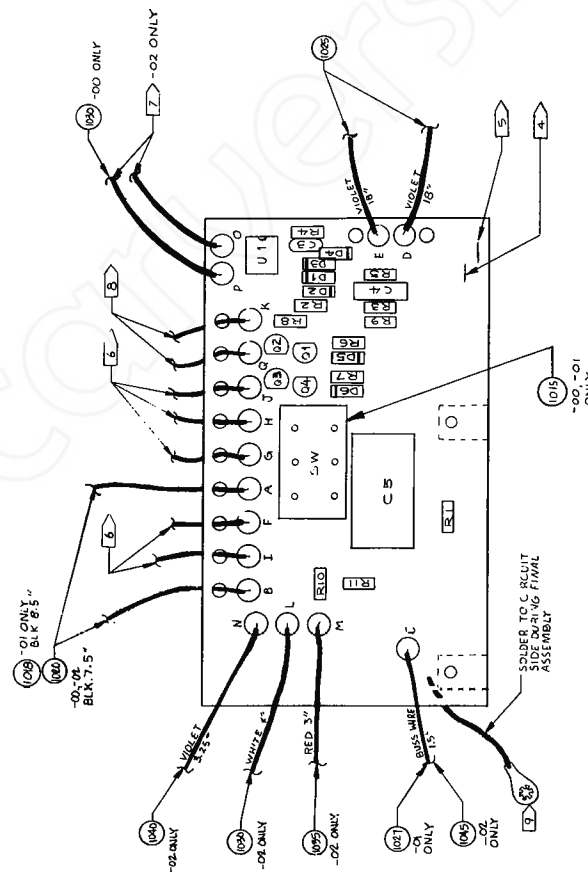 1030 -00 ONLY
7 -02 ONLY
1025
VIOLET 18"
VIOLET 18"
5
4
8
6
6
1018 -01 ONLY
BLK 8.5"
1020 -00,-02
BLK. 7.5"
O
P
K
Q
J
H
G
A
F
I
B
N
L
M
C
E
D
R4
C3
D4
D3
D1
D2
R2
R8
R5
C4
R3
R9
Q2
Q1
Q3
Q4
R6
D5
R7
D6
SW
C5
R1
R10
R11
1015
-00,-01
ONLY
VIOLET
3.25"
1040
-02 ONLY
WHITE
1030
-02 ONLY
RED 3"
1035
-02 ONLY
BUSS WIRE
1.5"
1027
-01
ONLY
1045
-02
ONLY
SOLDER TO CIRCUIT
SIDE DURING FINAL
ASSEMBLY
9
carver